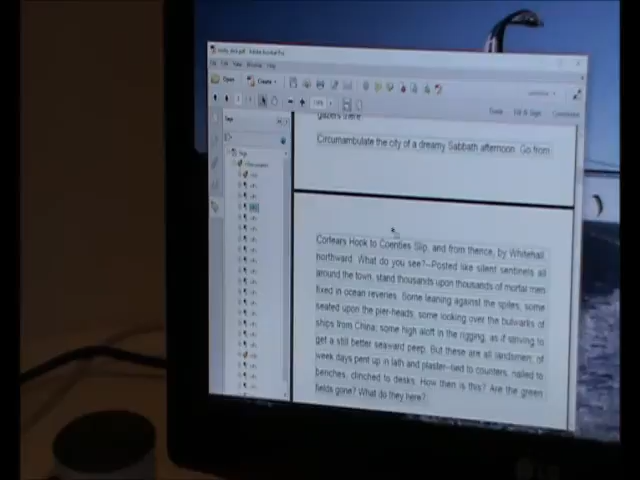 Open
Create
Tags
Tags
gazers there
Circumambulate the city of a dreamy Sabbath afternoon. Go from
Corlears Hook to Coenties Slip, and from thence, by Whitehall,
northward. What do you see?--Posted like silent sentinels all
around the town, stand thousands upon thousands of mortal men
fixed in ocean reveries. Some leaning against the spiles; some
seated upon the pier-heads; some looking over the bulwarks of
ships from China; some high aloft in the rigging, as if striving to
get a still better seaward peep. But these are all landsmen; of
week days pent up in lath and plaster--tied to counters, nailed to
benches, clinched to desks. How then is this? Are the green
fields gone? What do they here?